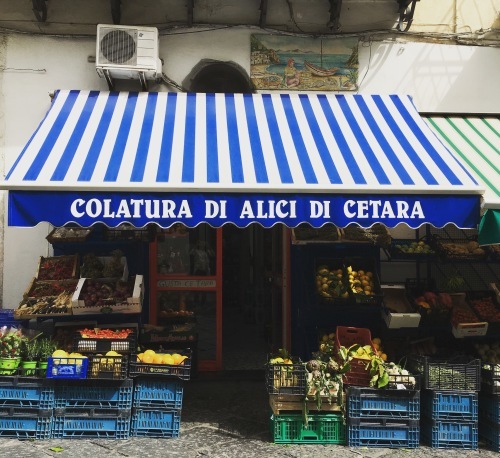 COLATURA DI ALICI DI CETARA